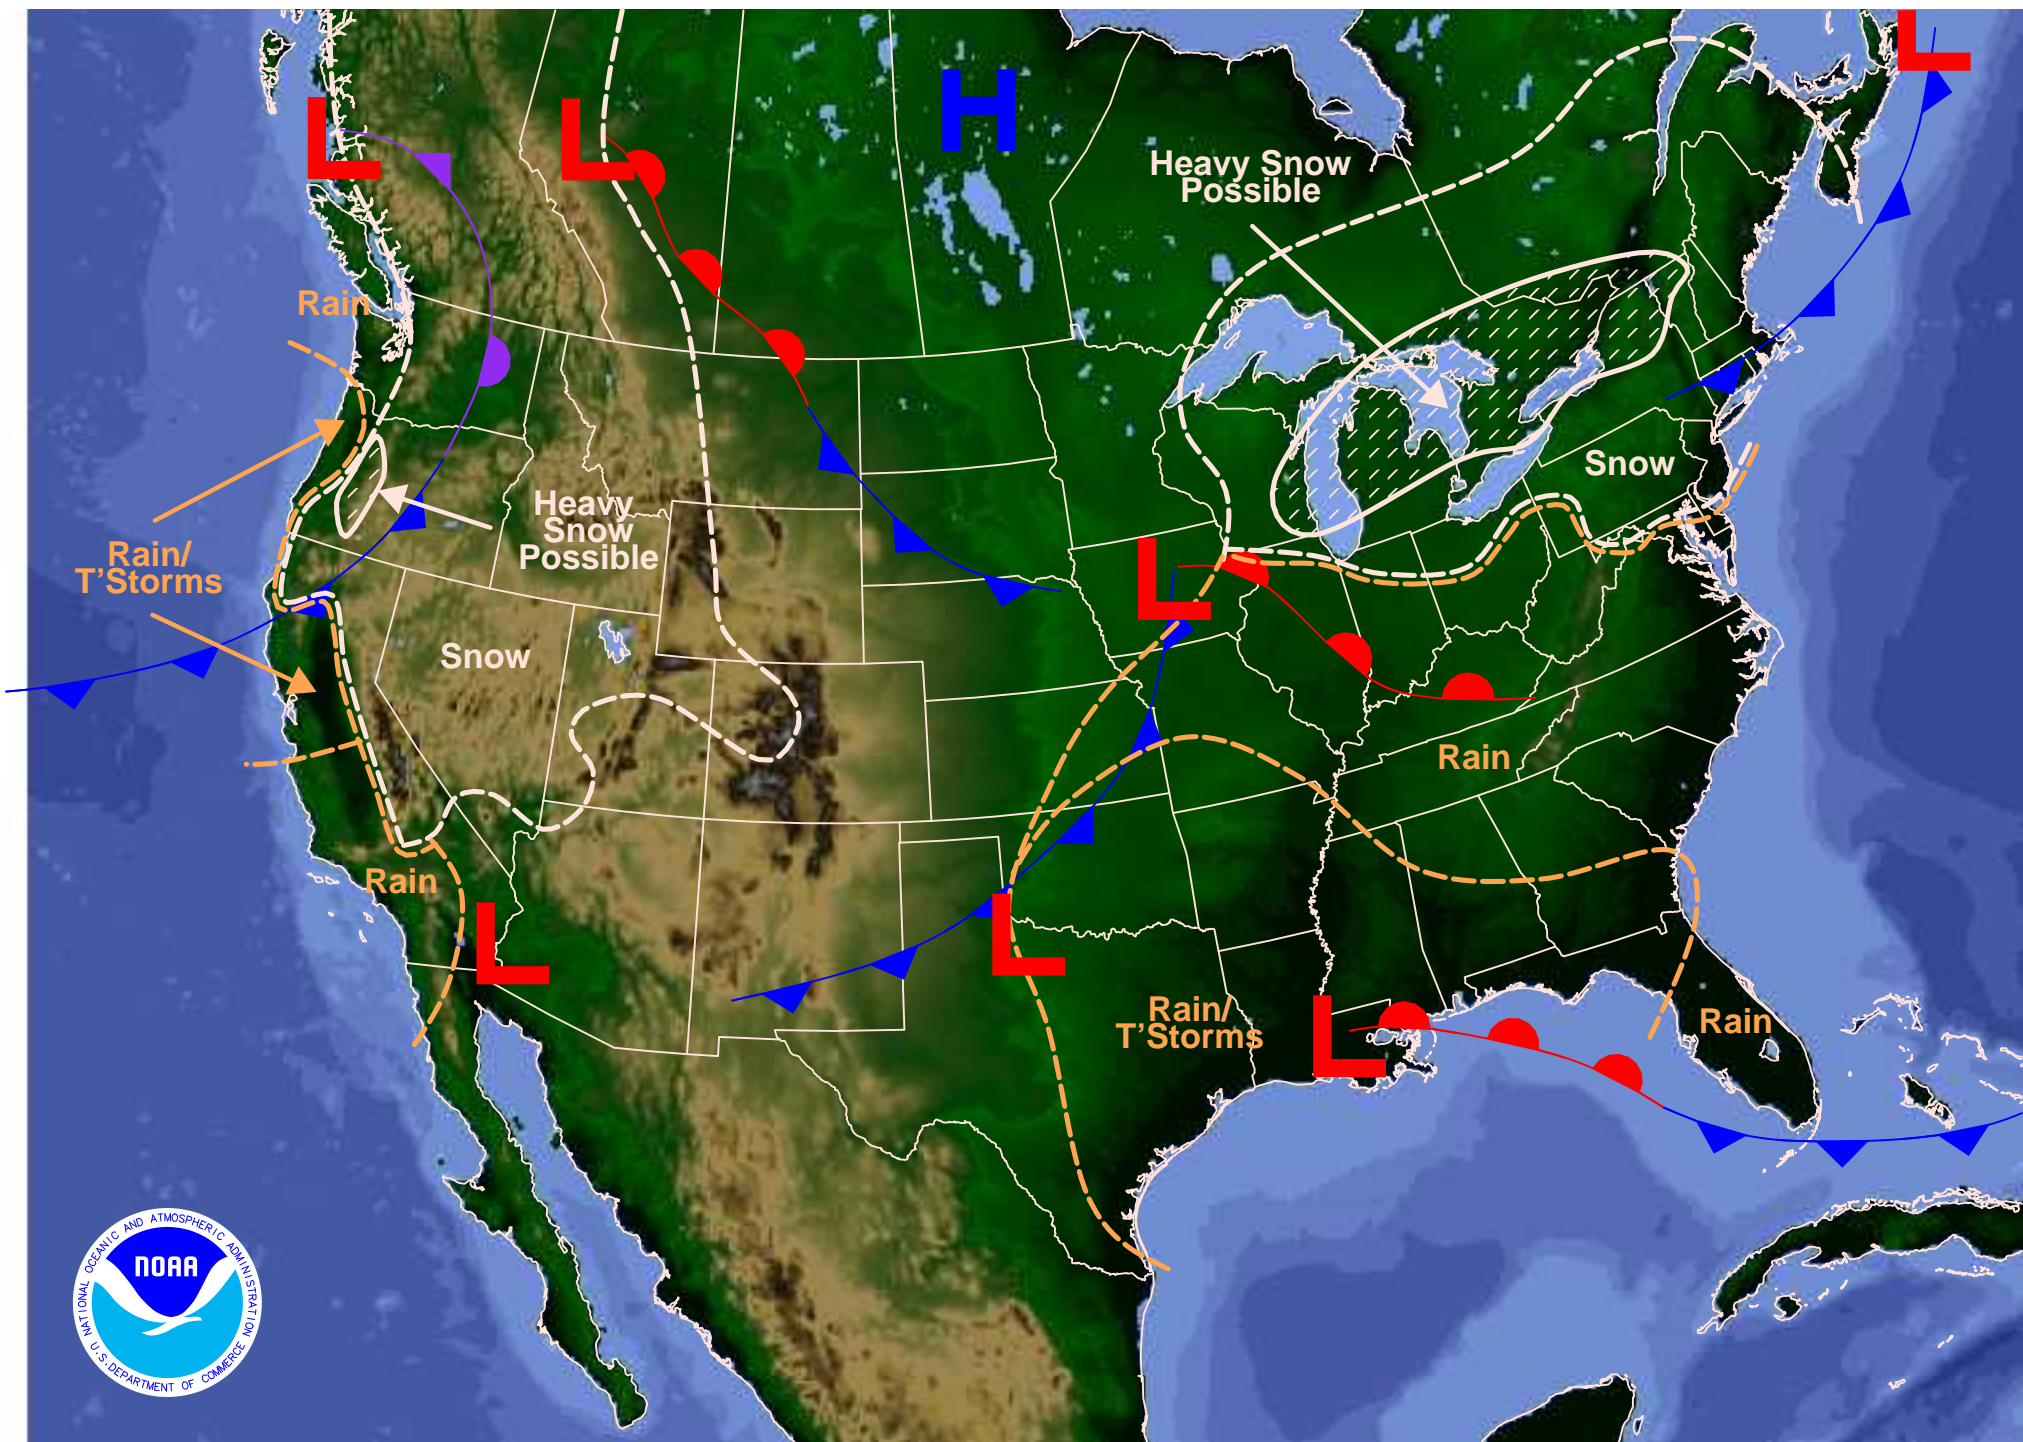 L
L
L
H
Heavy Snow
Possible
Rain
Snow
Heavy
Snow
Possible
Rain/
T'Storms
L
Snow
Rain
Rain
L
L
Rain/
T'Storms
L
Rain
NATIONAL OCEANIC AND ATMOSPHERIC ADMINISTRATION
NOAA
U.S. DEPARTMENT OF COMMERCE